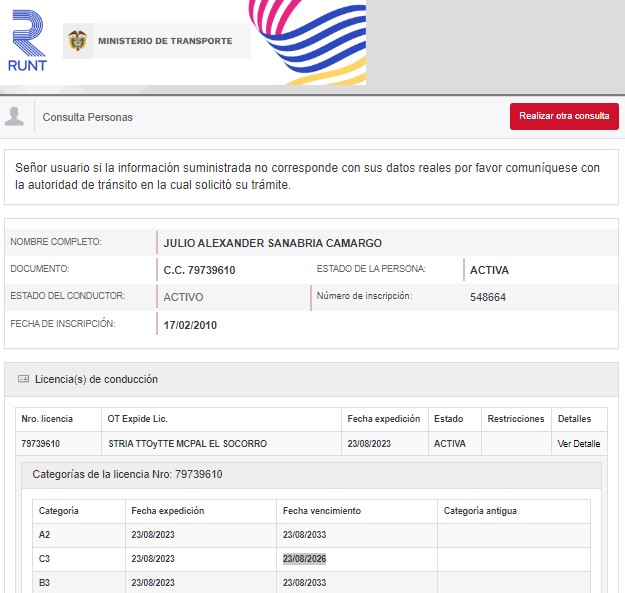 RUNT
MINISTERIO DE TRANSPORTE
Consulta Personas
Realizar otra consulta
Señor usuario si la información suministrada no corresponde con sus datos reales por favor comuníquese con
la autoridad de tránsito en la cual solicitó su trámite.
NOMBRE COMPLETO: JULIO ALEXANDER SANABRIA CAMARGO
DOCUMENTO: C.C. 79739610 ESTADO DE LA PERSONA: ACTIVA
ESTADO DEL CONDUCTOR: ACTIVO Número de inscripción: 548664
FECHA DE INSCRIPCIÓN: 17/02/2010
Licencia(s) de conducción
Nro. licencia OT Expide Lic. Fecha expedición Estado Restricciones Detalles
79739610 STRIA TTOyTTE MCPAL EL SOCORRO 23/08/2023 ACTIVA Ver Detalle
Categorías de la licencia Nro: 79739610
Categoría Fecha expedición Fecha vencimiento Categoría antigua
A2 23/08/2023 23/08/2033
C3 23/08/2023 23/08/2026
B3 23/08/2023 23/08/2033